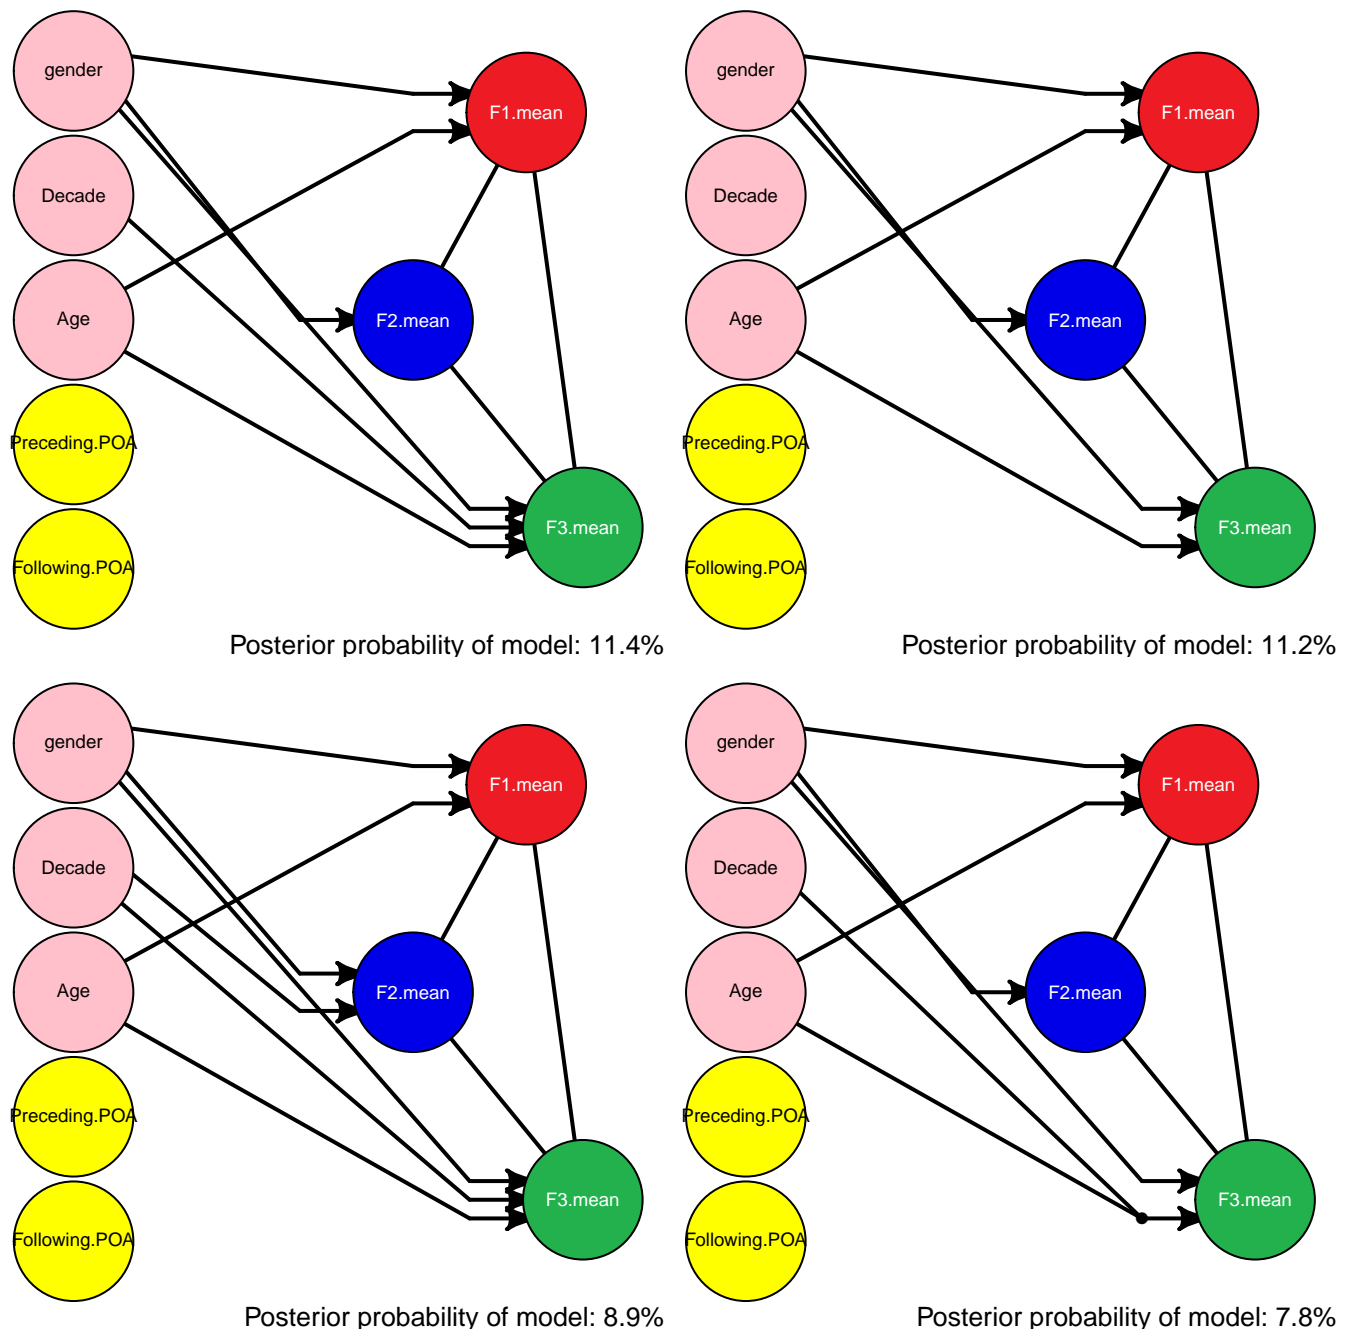 gender
F1.mean
Decade
Age
F2.mean
Preceding.POA
F3.mean
Following.POA
Posterior probability of model: 11.4%
gender
F1.mean
Decade
Age
F2.mean
Preceding.POA
F3.mean
Following.POA
Posterior probability of model: 11.2%
gender
F1.mean
Decade
Age
F2.mean
Preceding.POA
F3.mean
Following.POA
Posterior probability of model: 8.9%
gender
F1.mean
Decade
Age
F2.mean
Preceding.POA
F3.mean
Following.POA
Posterior probability of model: 7.8%